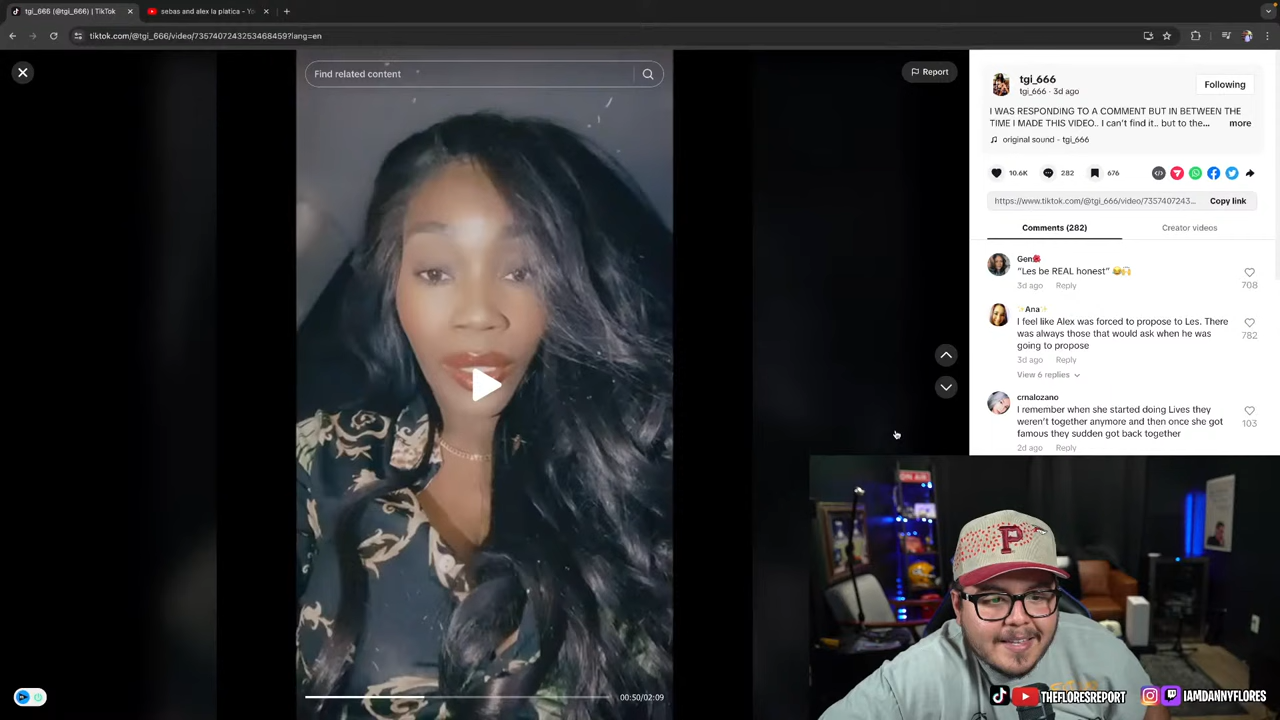 tgi_666 (@tgi_666) | TikTok
sebas and alex la platica - Yo
tiktok.com/@tgi_666/video/7357407243253468459?lang=en
Find related content
Report
tgi_666
tgi_666 · 3d ago
Following
I WAS RESPONDING TO A COMMENT BUT IN BETWEEN THE
TIME I MADE THIS VIDEO.. I can't find it.. but to the...
more
original sound - tgi_666
10.6K
282
676
https://www.tiktok.com/@tgi_666/video/7357407243...
Copy link
Comments (282)
Creator videos
Gen
"Les be REAL honest" 😂🙌
708
3d ago
Reply
✨Ana✨
I feel like Alex was forced to propose to Les. There
was always those that would ask when he was
going to propose
782
3d ago
Reply
View 6 replies
crnalozano
I remember when she started doing Lives they
weren't together anymore and then once she got
famous they sudden got back together
103
2d ago
Reply
ON AIR
P
00:50/02:09
THEFLORESREPORT
IAMDANNYFLORES